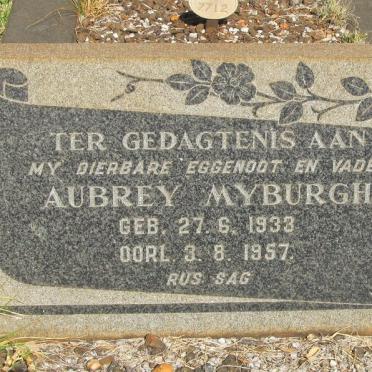 7712
TER GEDAGTENIS AAN
MY DIERBARE EGGENOOT EN VADE
AUBREY MYBURGH
GEB. 27. 6. 1933
OORL. 3. 8. 1957.
RUS SAG